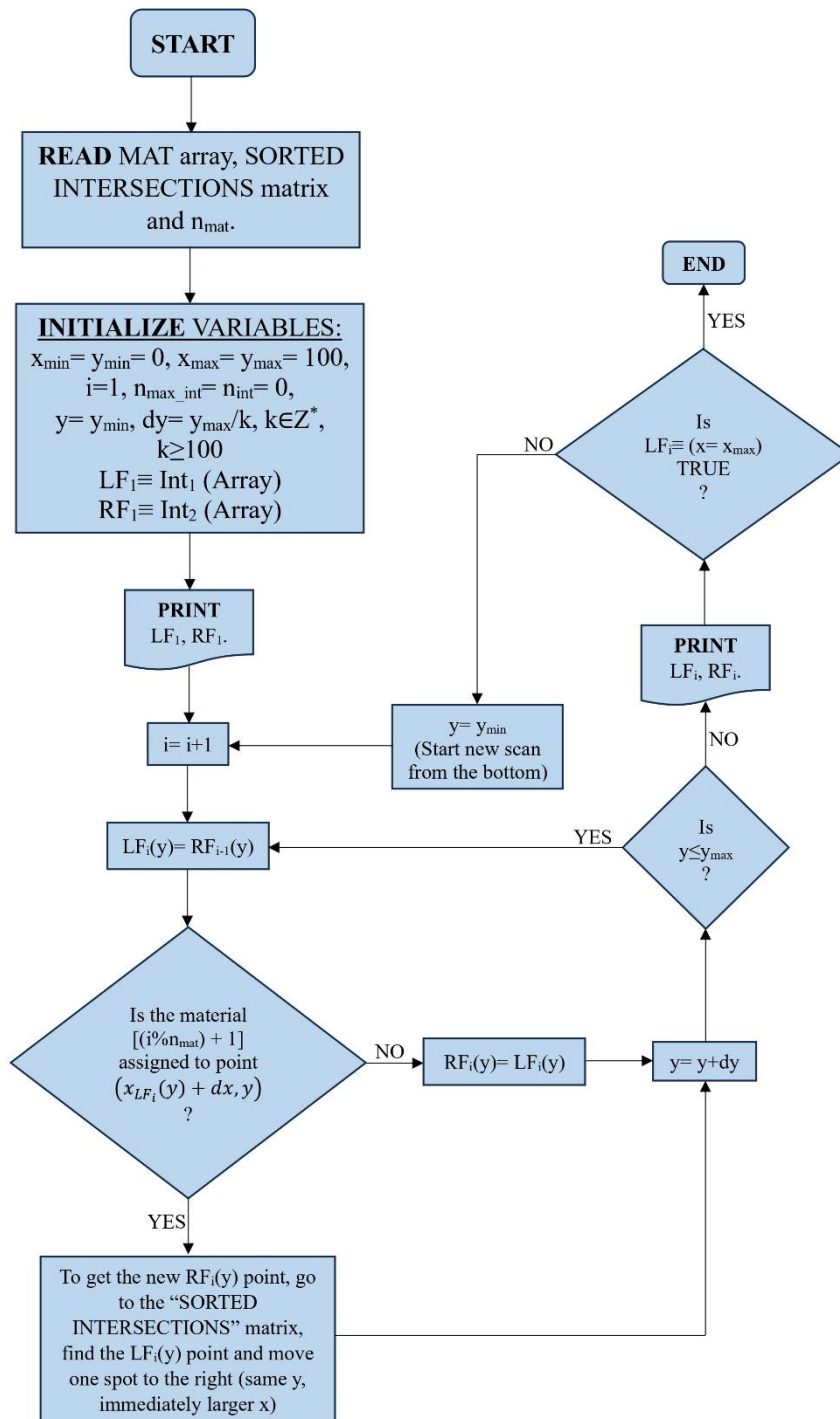 START
READ MAT array, SORTED
INTERSECTIONS matrix
and nmat.
INITIALIZE VARIABLES:
xmin= ymin= 0, xmax= ymax= 100,
i=1, nmax_int= nint= 0,
y= ymin, dy= ymax/k, k∈Z*,
k≥100
LF1≡ Int1 (Array)
RF1≡ Int2 (Array)
PRINT
LF1, RF1.
i= i+1
y= ymin
(Start new scan
from the bottom)
LFi(y)= RFi-1(y)
Is the material
[(i%nmat) + 1]
assigned to point
(xLFi(y) + dx, y)
?
NO
RFi(y)= LFi(y)
y= y+dy
YES
To get the new RFi(y) point, go
to the “SORTED
INTERSECTIONS” matrix,
find the LFi(y) point and move
one spot to the right (same y,
immediately larger x)
Is
y≤ymax
?
YES
NO
PRINT
LFi, RFi.
Is
LFi≡ (x= xmax)
TRUE
?
NO
YES
END